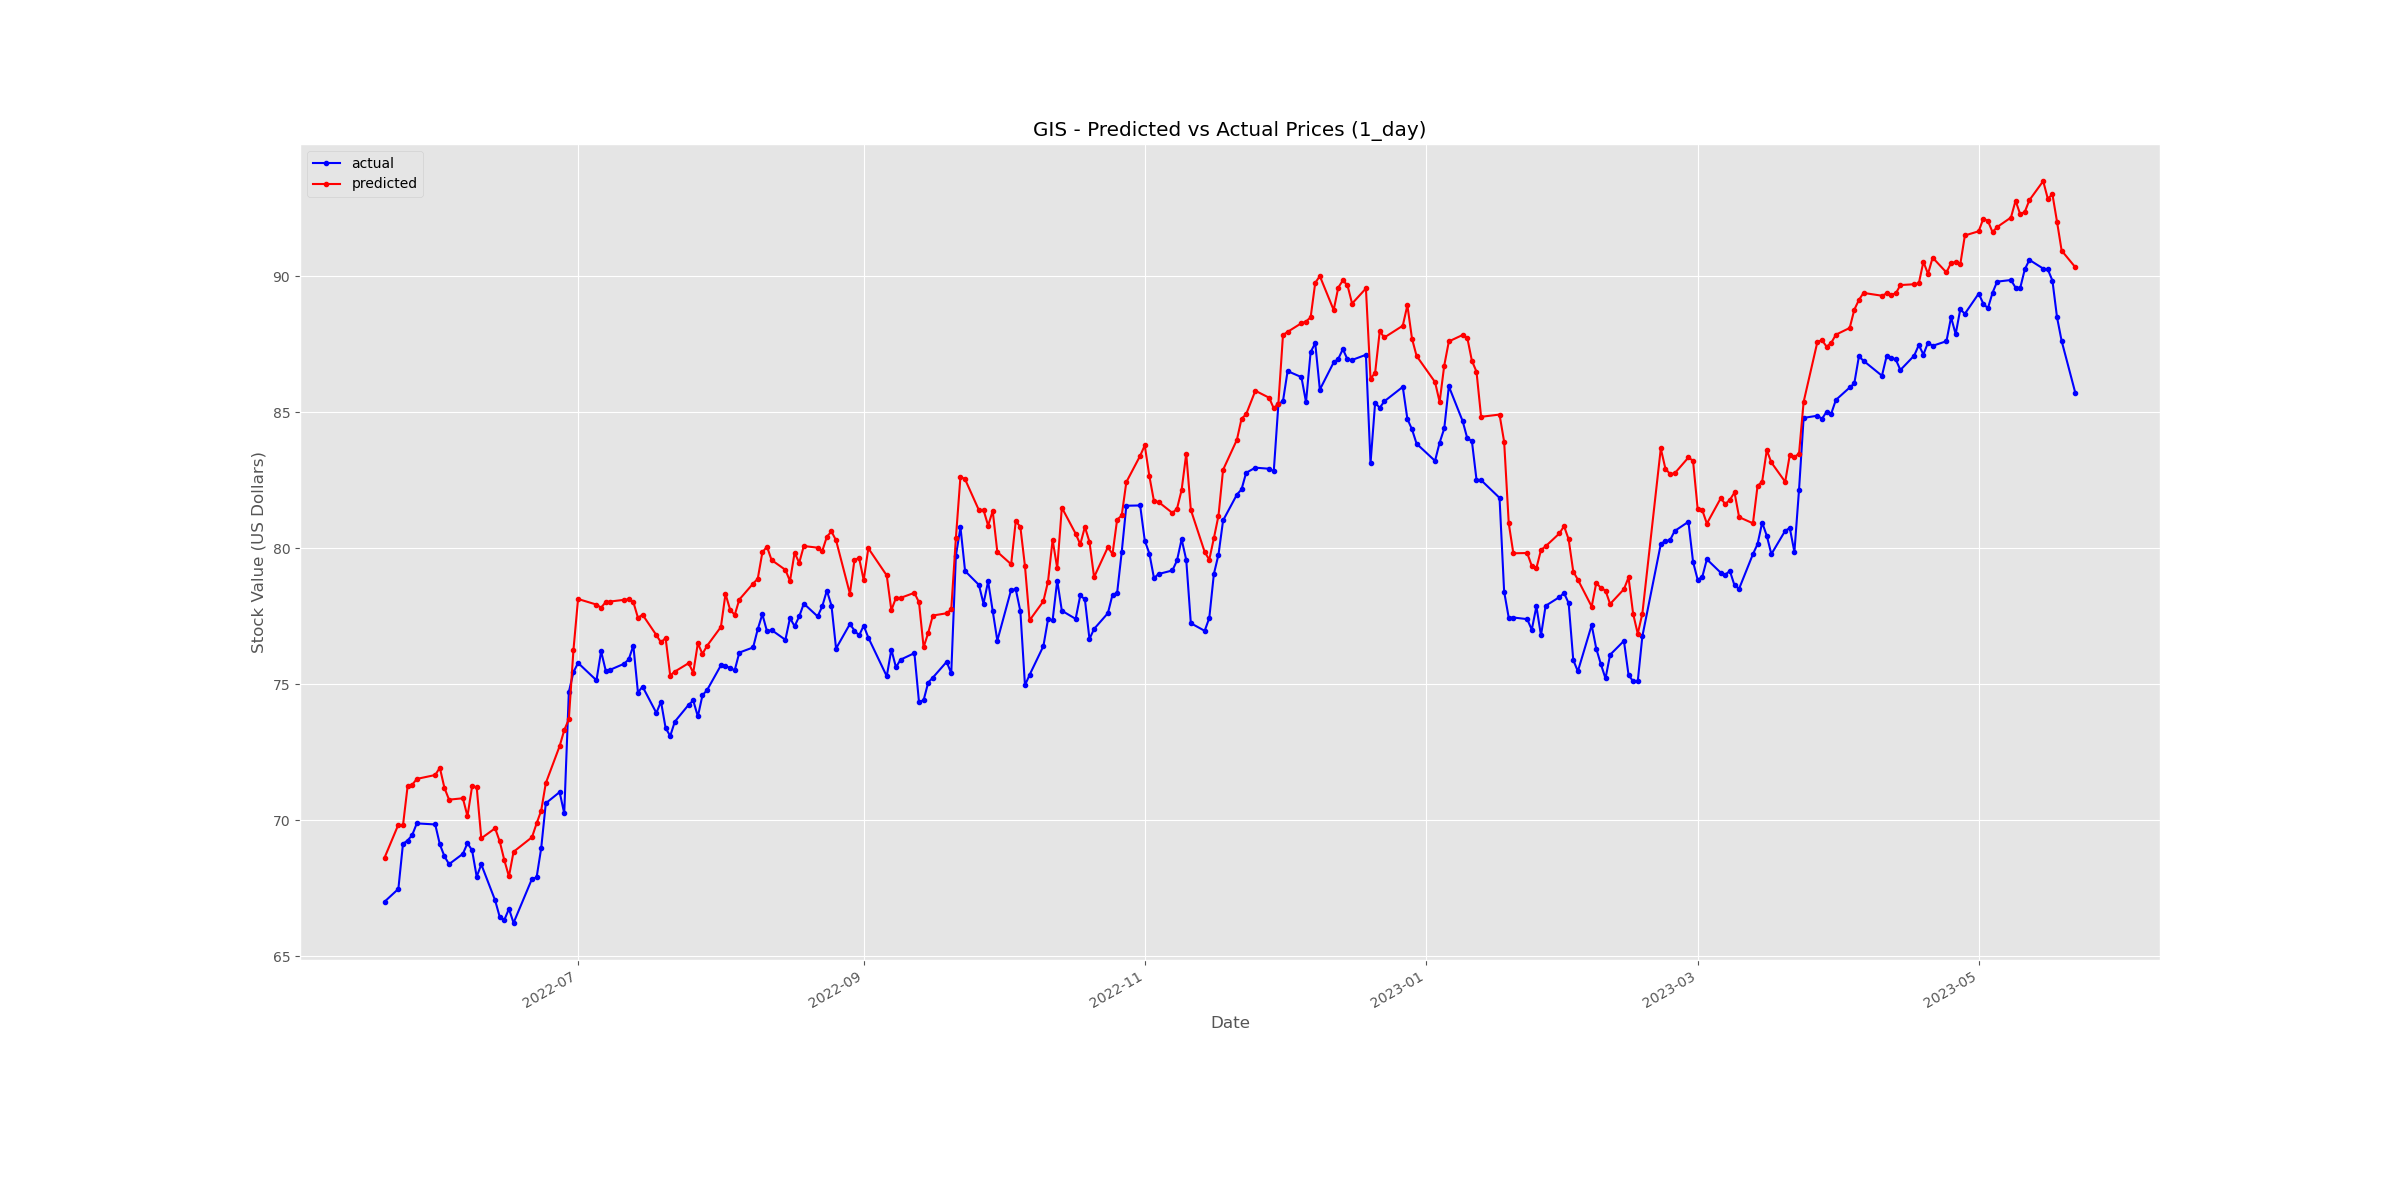 GIS - Predicted vs Actual Prices (1_day)
actual
predicted
Stock Value (US Dollars)
90
85
80
75
70
65
2022-07
2022-09
2022-11
2023-01
2023-03
2023-05
Date